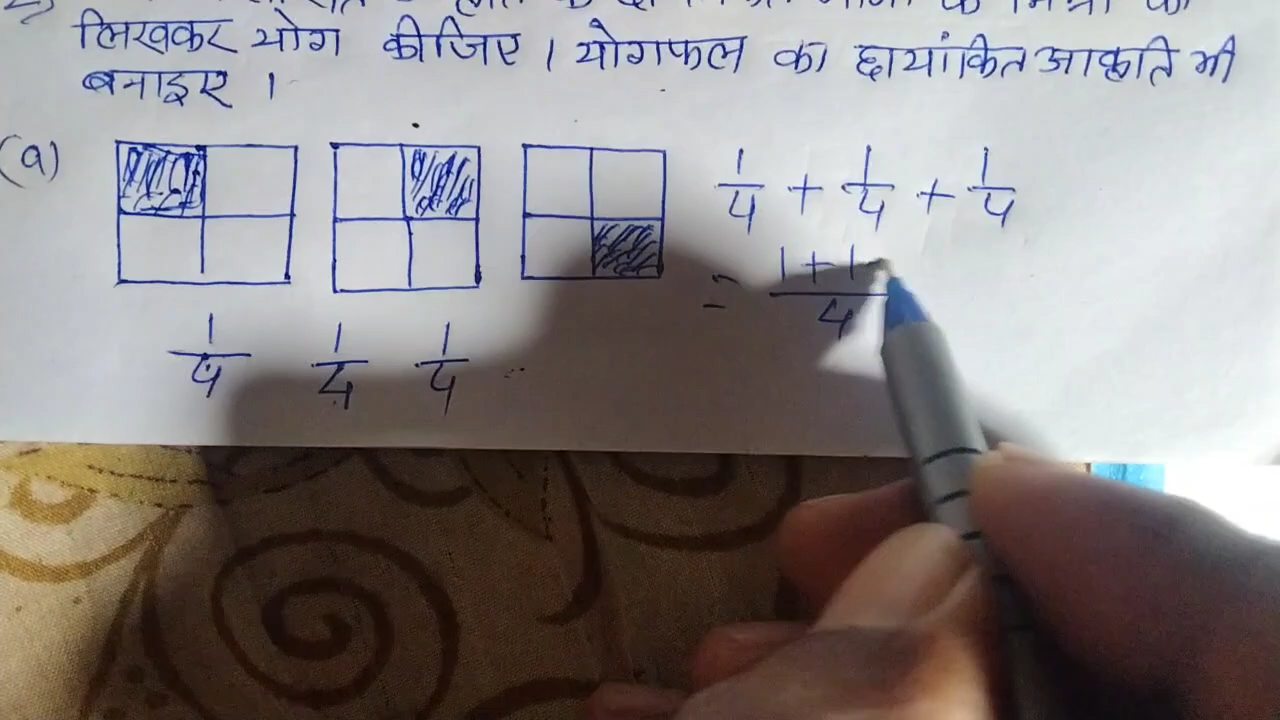 लिखकर योग कीजिए । योगफल का छायांकित आकृति भी
बनाइए ।
(a) 1/4 + 1/4 + 1/4
= 1+1+/4
1/4 1/4 1/4